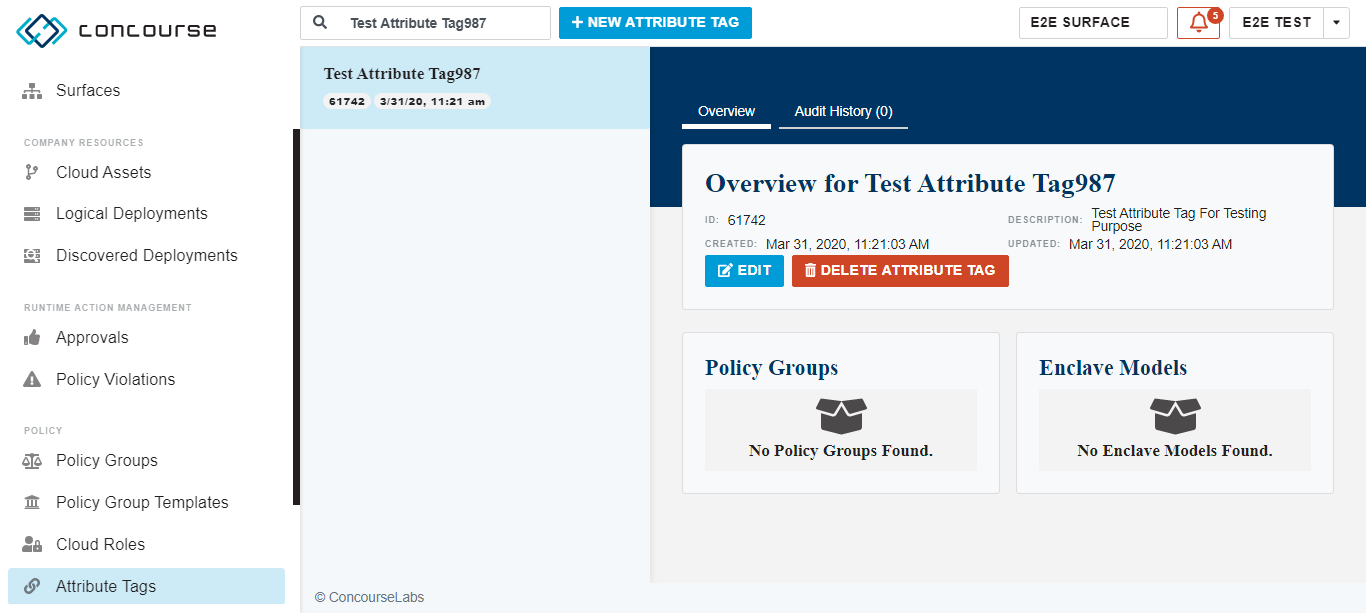 concourse
Test Attribute Tag987
+ NEW ATTRIBUTE TAG
E2E SURFACE
5
E2E TEST
Surfaces
COMPANY RESOURCES
Cloud Assets
Logical Deployments
Discovered Deployments
RUNTIME ACTION MANAGEMENT
Approvals
Policy Violations
POLICY
Policy Groups
Policy Group Templates
Cloud Roles
Attribute Tags
Test Attribute Tag987
61742 3/31/20, 11:21 am
Overview
Audit History (0)
Overview for Test Attribute Tag987
ID: 61742
DESCRIPTION: Test Attribute Tag For Testing
Purpose
CREATED: Mar 31, 2020, 11:21:03 AM
UPDATED: Mar 31, 2020, 11:21:03 AM
EDIT
DELETE ATTRIBUTE TAG
Policy Groups
No Policy Groups Found.
Enclave Models
No Enclave Models Found.
© ConcourseLabs